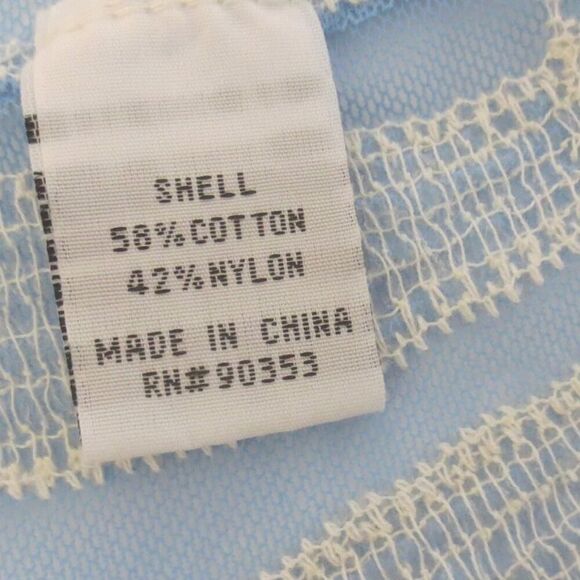 SHELL
58%COTTON
42%NYLON
MADE IN CHINA
RN#90353